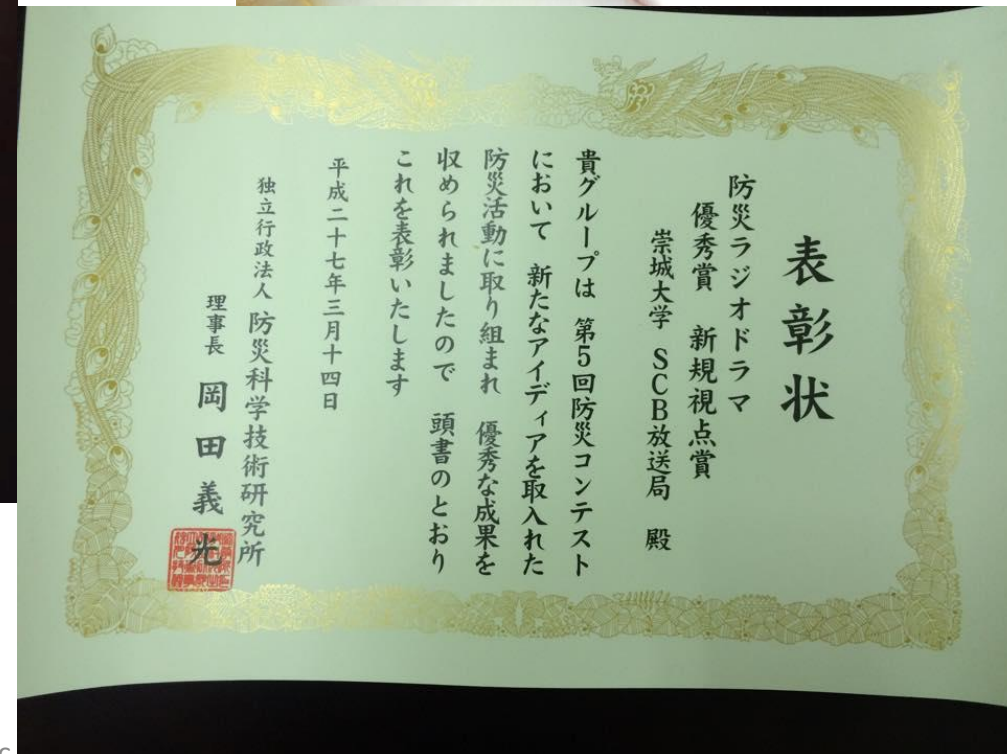 表彰状
防災ラジオドラマ
優秀賞　新規視点賞
崇城大学　SCB放送局　殿
貴グループは　第5回防災コンテスト
において　新たなアイディアを取入れた
防災活動に取り組まれ　優秀な成果を
収められましたので　頭書のとおり
これを表彰いたします
平成二十七年三月十四日
独立行政法人　防災科学技術研究所
理事長　岡田義光